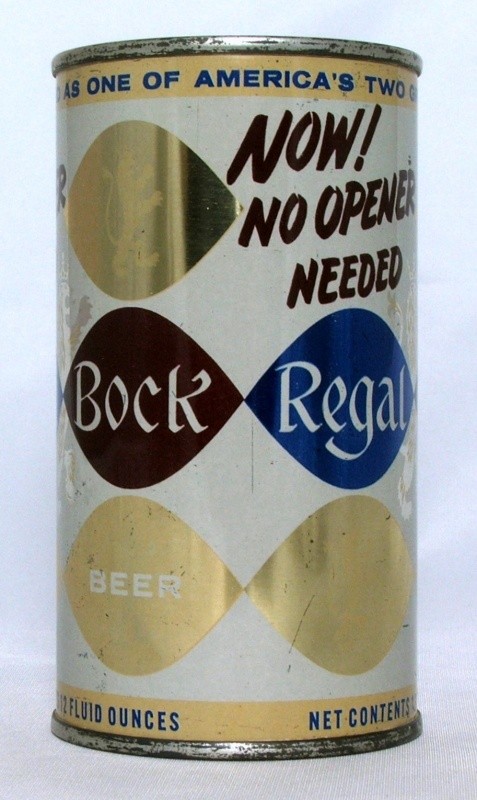 AS ONE OF AMERICA'S TWO
NOW!
NO OPENER
NEEDED
R
Bock Regal
BEER
12 FLUID OUNCES NET CONTENTS